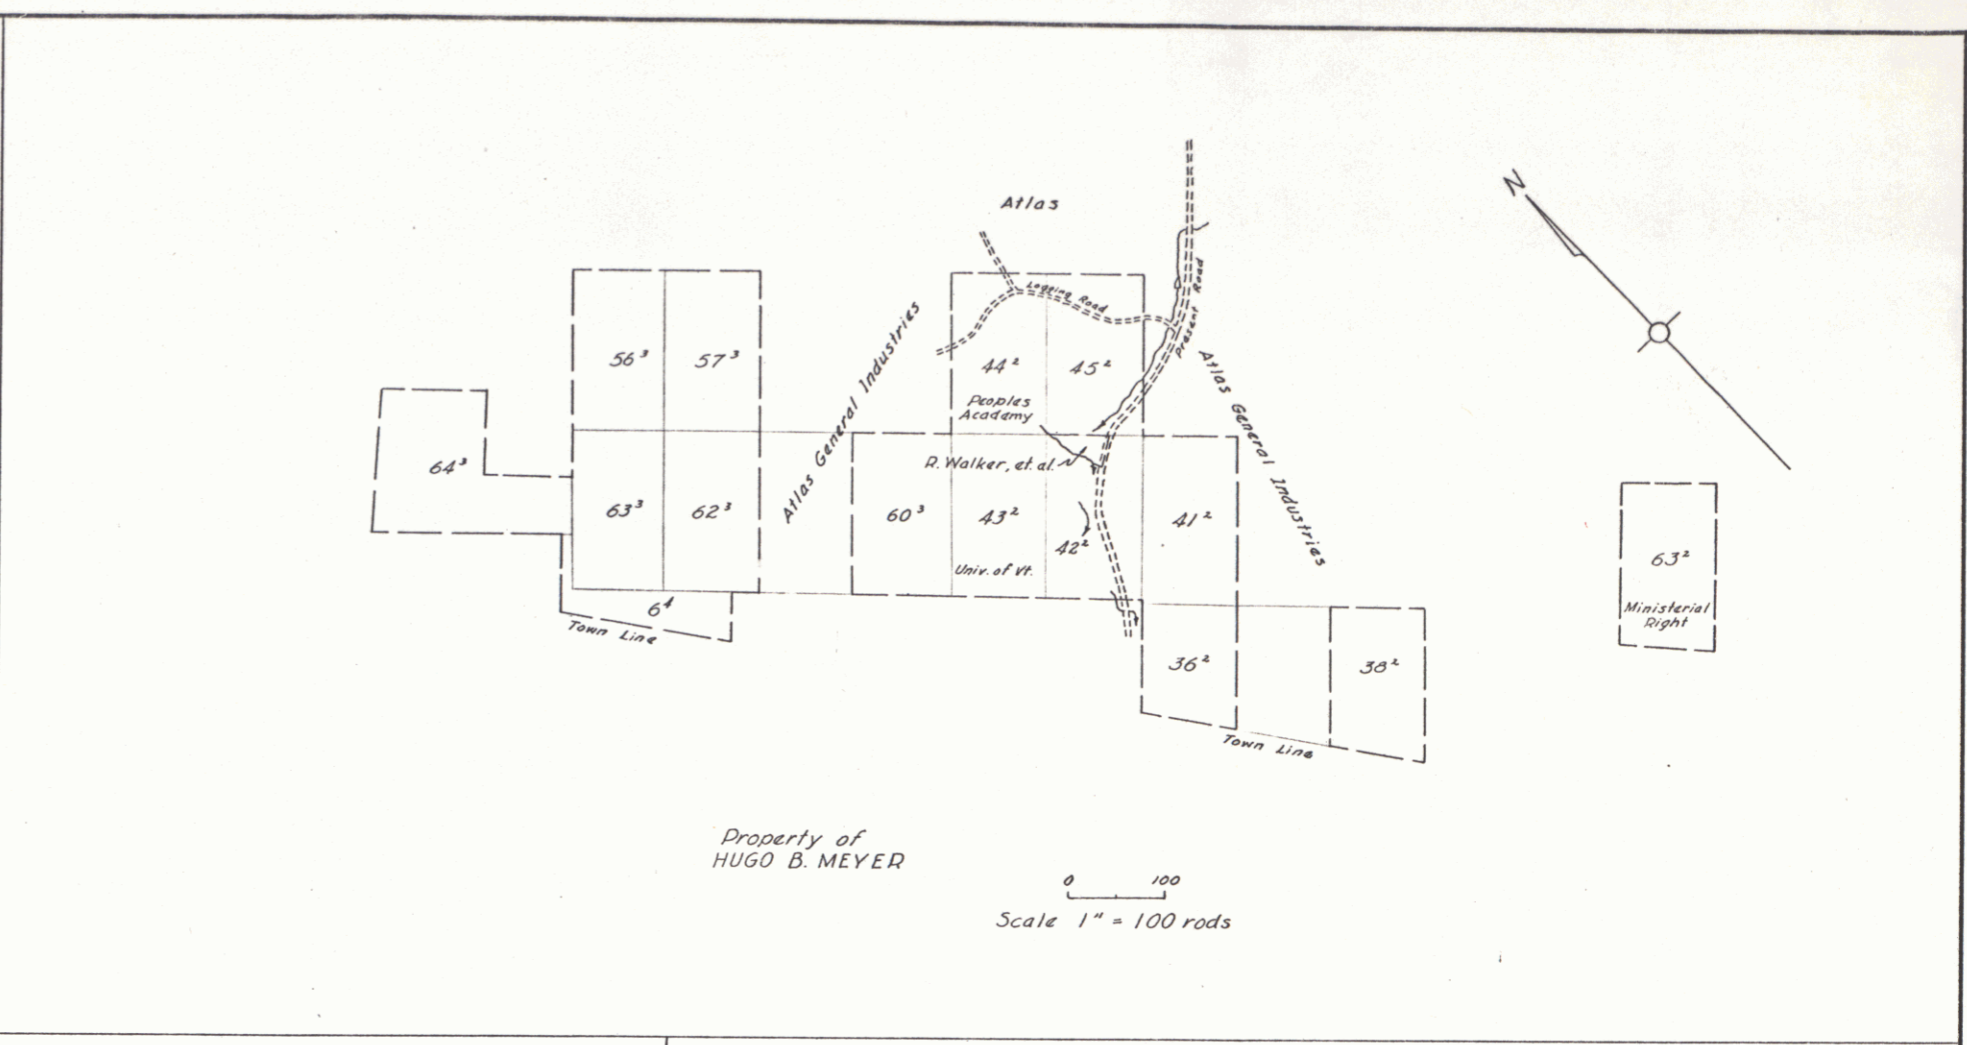 N
Atlas
Logging Road
Present Road
56³
57³
44²
45²
Atlas General Industries
Atlas General Industries
Peoples
Academy
64³
R. Walker, et. al.
63³
62³
60³
43²
42²
41²
63²
Univ. of Vt.
6⁴
Ministerial
Right
Town Line
36²
38²
Town Line
Property of
HUGO B. MEYER
0 100
Scale 1" = 100 rods